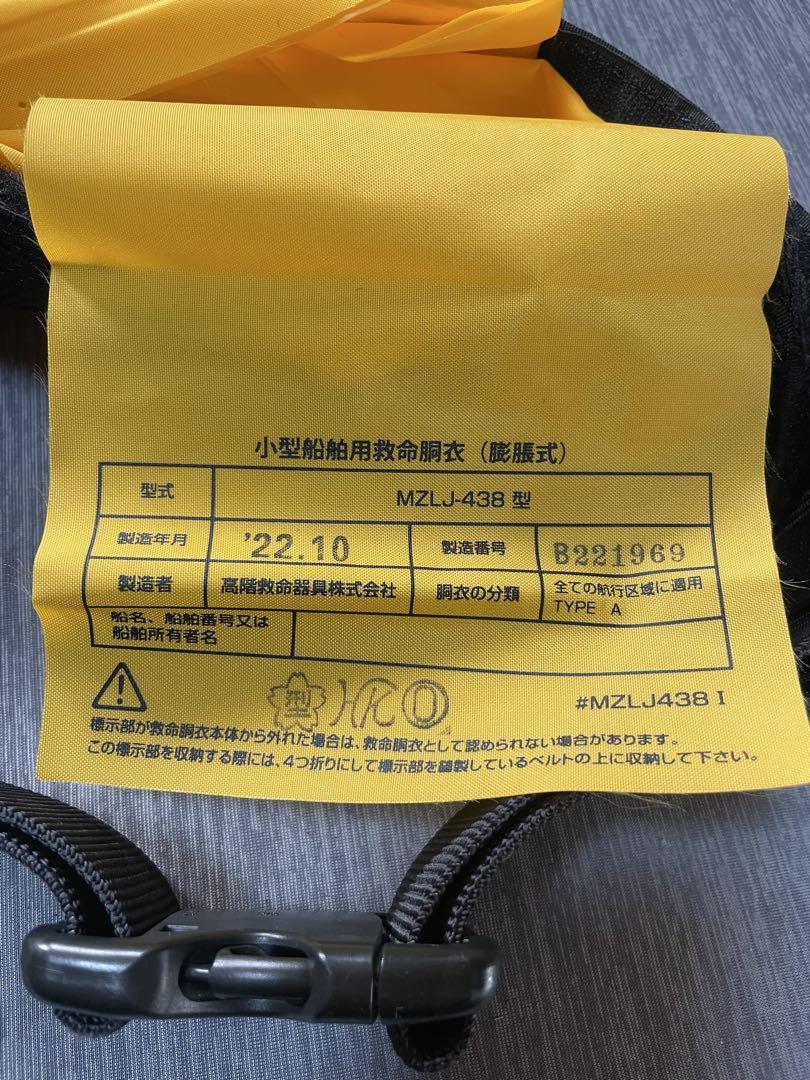 小型船舶用救命胴衣（膨脹式）
型式 MZLJ-438 型
製造年月 '22.10 製造番号 B221969
製造者 高階救命器具株式会社 胴衣の分類 全ての航行区域に適用
TYPE A
船名、船舶番号又は
船舶所有者名
型 HK
#MZLJ438 I
標示部が救命胴衣本体から外れた場合は、救命胴衣として認められない場合があります。
この標示部を収納する際には、4つ折りにして標示部を縫製しているベルトの上に収納して下さい。